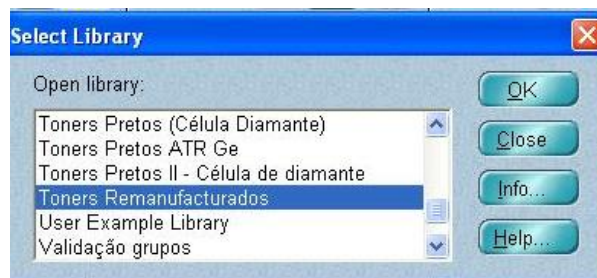 Select Library
Open library:
Toners Pretos (Célula Diamante)
Toners Pretos ATR Ge
Toners Pretos II - Célula de diamante
Toners Remanufacturados
User Example Library
Validação grupos
OK
Close
Info...
Help...